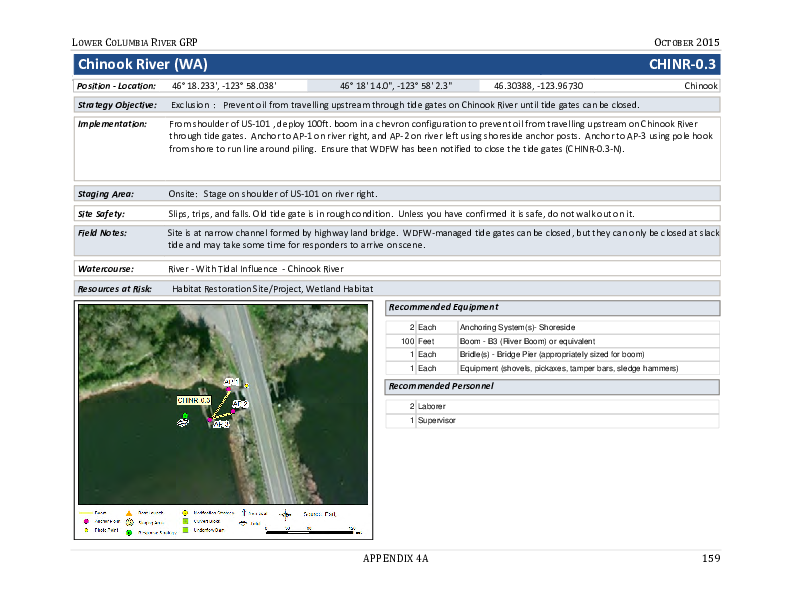 LOWER COLUMBIA RIVER GRP OCTOBER 2015
Chinook River (WA) CHINR-0.3
Position - Location: 46° 18.233', -123° 58.038' 46° 18' 14.0", -123° 58' 2.3" 46.30388, -123.96730 Chinook
Strategy Objective: Exclusion : Prevent oil from travelling upstream through tide gates on Chinook River until tide gates can be closed.
Implementation: From shoulder of US-101 , deploy 100ft. boom in a chevron configuration to prevent oil from travelling upstream on Chinook River
through tide gates. Anchor to AP-1 on river right, and AP-2 on river left using shoreside anchor posts. Anchor to AP-3 using pole hook
from shore to run line around piling. Ensure that WDFW has been notified to close the tide gates (CHINR-0.3-N).
Staging Area: Onsite: Stage on shoulder of US-101 on river right.
Site Safety: Slips, trips, and falls. Old tide gate is in rough condition. Unless you have confirmed it is safe, do not walk out on it.
Field Notes: Site is at narrow channel formed by highway land bridge. WDFW-managed tide gates can be closed, but they can only be closed at slack
tide and may take some time for responders to arrive on scene.
Watercourse: River - With Tidal Influence - Chinook River
Resources at Risk: Habitat Restoration Site/Project, Wetland Habitat
Recommended Equipment
2 Each Anchoring System(s)- Shoreside
100 Feet Boom - B3 (River Boom) or equivalent
1 Each Bridle(s) - Bridge Pier (appropriately sized for boom)
1 Each Equipment (shovels, pickaxes, tamper bars, sledge hammers)
Recommended Personnel
2 Laborer
1 Supervisor
AP-1
CHINR-0.3
AP-2
AP-3
Boom
Anchor Point Staging Area
Photo Point Response Strategy
APPENDIX 4A 159